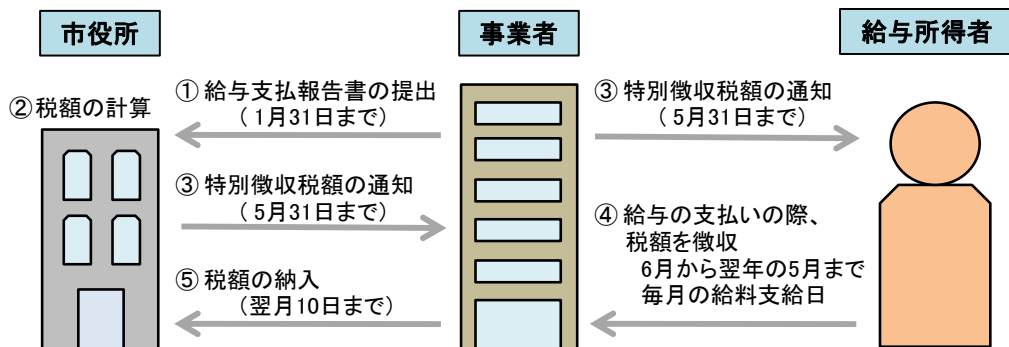 市役所
事業者
給与所得者
②税額の計算
① 給与支払報告書の提出
（ 1月31日まで）
③ 特別徴収税額の通知
（ 5月31日まで）
③ 特別徴収税額の通知
（ 5月31日まで）
④ 給与の支払いの際、
税額を徴収
6月から翌年の5月まで
毎月の給料支給日
⑤ 税額の納入
（翌月10日まで）